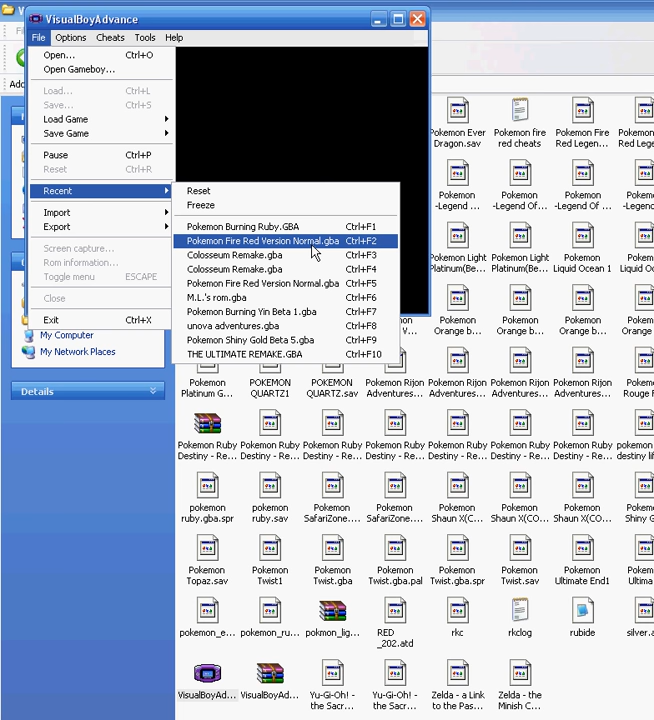 VisualBoyAdvance
File Options Cheats Tools Help
Open... Ctrl+O
Open Gameboy...
Load... Ctrl+L
Save... Ctrl+S
Load Game
Save Game
Pause Ctrl+P
Reset Ctrl+R
Recent
Import
Export
Screen capture...
Rom information...
Toggle menu ESCAPE
Close
Exit Ctrl+X
Reset
Freeze
Pokemon Burning Ruby.GBA Ctrl+F1
Pokemon Fire Red Version Normal.gba Ctrl+F2
Colosseum Remake.gba Ctrl+F3
Colosseum Remake.gba Ctrl+F4
Pokemon Fire Red Version Normal.gba Ctrl+F5
M.L.'s rom.gba Ctrl+F6
Pokemon Burning Yin Beta 1.gba Ctrl+F7
unova adventures.gba Ctrl+F8
Pokemon Shiny Gold Beta 5.gba Ctrl+F9
THE ULTIMATE REMAKE.GBA Ctrl+F10
My Computer
My Network Places
Details
Pokemon Ever Pokemon fire Pokemon Fire Pokem
Dragon.sav red cheats Red Legen... Red Lege
Pokemon Pokemon Pokemon
-Legend ... -Legend Of ... -Legend Of ...
Pokemon Light Pokemon Light Pokemon
Platinum(Be... Platinum(Be... Liquid Ocean 1
Pokemon Pokemon Pokemon
Orange b... Orange b... Orange b...
Pokemon POKEMON POKEMON Pokemon Rijon Pokemon Rijon Pokemon Rijon Pokemon Rijon
Platinum G... QUARTZ1 QUARTZ.sav Adventures... Adventures... Adventures... Adventures... Rouge F
Pokemon Ruby Pokemon Ruby Pokemon Ruby Pokemon Ruby Pokemon Ruby Pokemon Ruby Pokemon Ruby pokemon
Destiny - Re... Destiny - Re... Destiny - Re... Destiny - Re... Destiny - Re... Destiny - Re... Destiny - Re... destiny lif
pokemon pokemon Pokemon Pokemon Pokemon Pokemon Pokemon
ruby.gba.spr ruby.sav SafariZone... SafariZone... Shaun X(C... Shaun X(CO... Shaun X(CO... Shiny G
Pokemon Pokemon Pokemon Pokemon Pokemon Pokemon Pokemon
Topaz.sav Twist1 Twist.gba Twist.gba.pal Twist.gba.spr Twist.sav Ultimate End1 Ultima
pokemon_e... pokemon_ru... pokmon_lig... RED rkc rkclog rubide silver.
_202.atd
VisualBoyAd... VisualBoyAd... Yu-Gi-Oh! - Yu-Gi-Oh! - Zelda - a Link Zelda - the
the Sacr... the Sacr... to the Pas... Minish C...